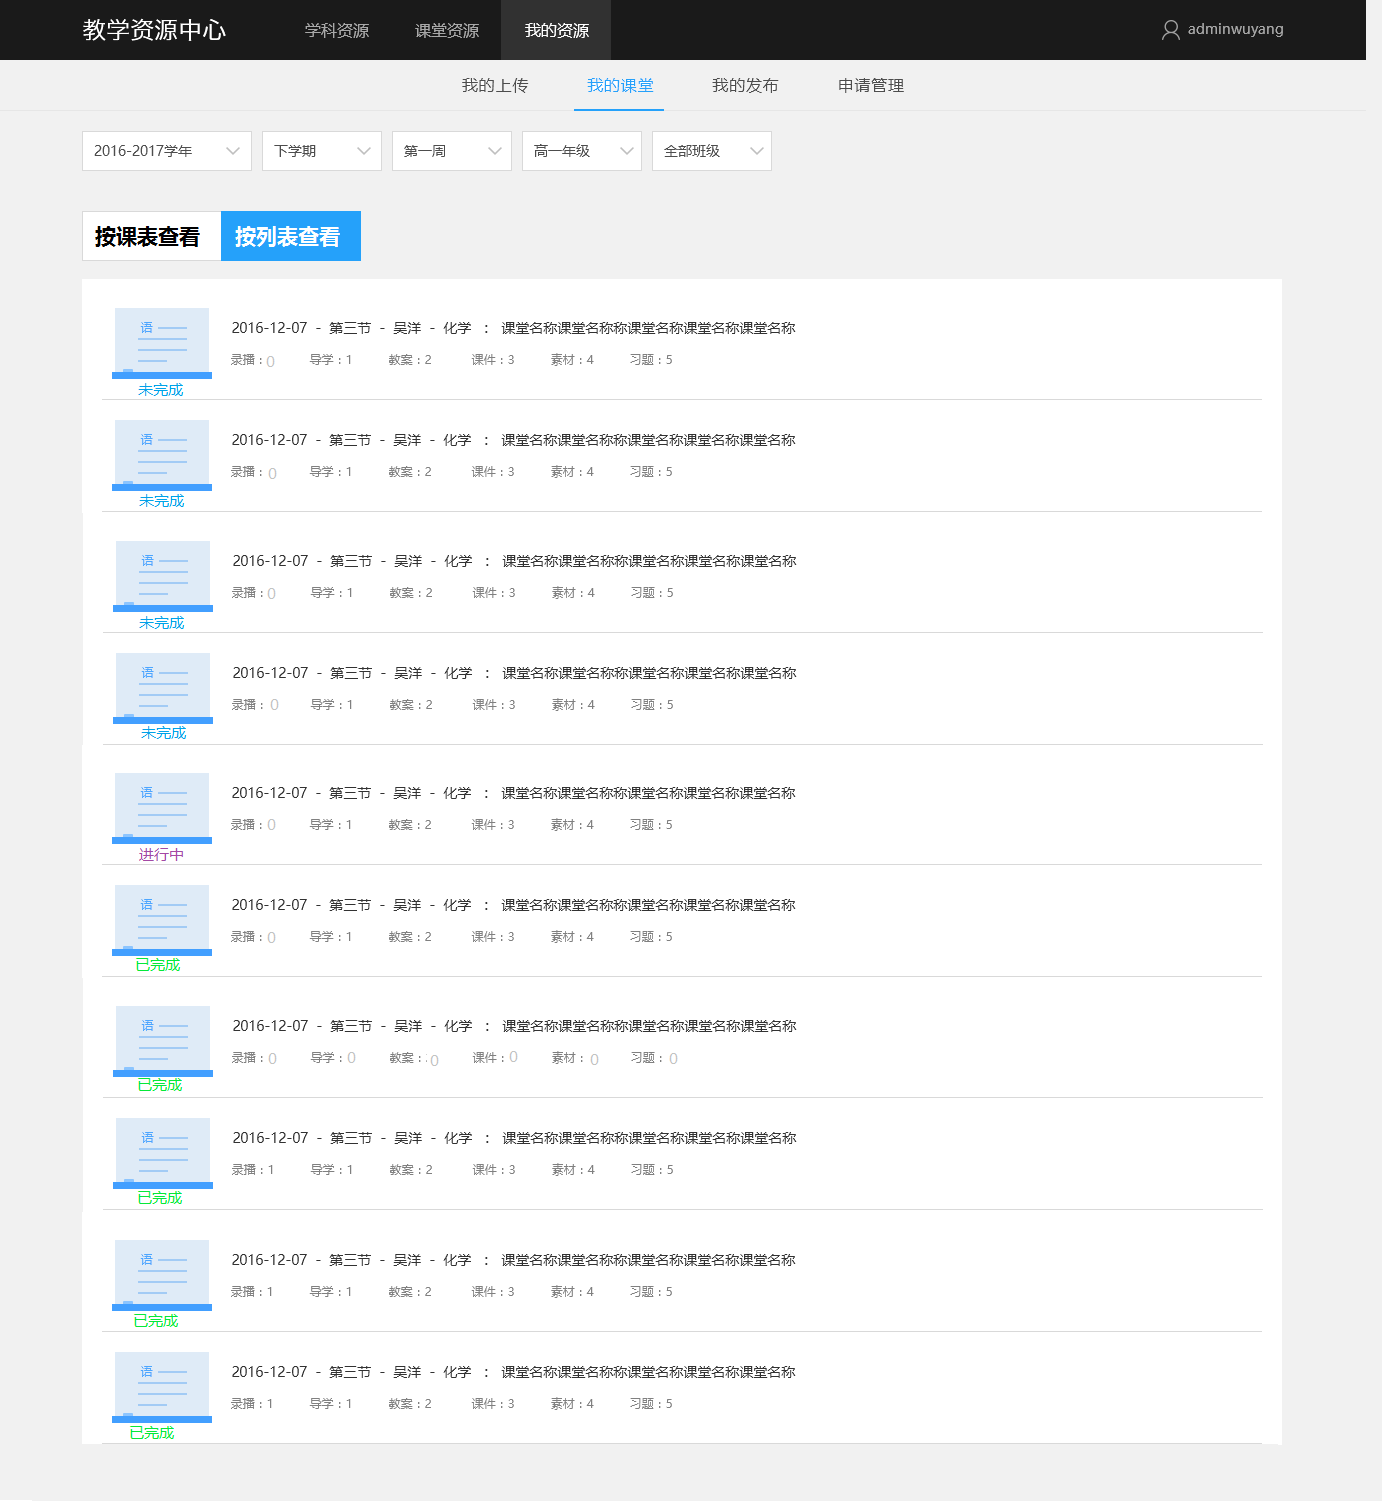 教学资源中心 学科资源 课堂资源 我的资源 adminwuyang
我的上传 我的课堂 我的发布 申请管理
2016-2017学年 下学期 第一周 高一年级 全部班级
按课表查看 按列表查看
语 2016-12-07 - 第三节 - 吴洋 - 化学 : 课堂名称课堂名称称课堂名称课堂名称课堂名称
录播 : 0 导学 : 1 教案 : 2 课件 : 3 素材 : 4 习题 : 5
未完成
语 2016-12-07 - 第三节 - 吴洋 - 化学 : 课堂名称课堂名称称课堂名称课堂名称课堂名称
录播 : 0 导学 : 1 教案 : 2 课件 : 3 素材 : 4 习题 : 5
未完成
语 2016-12-07 - 第三节 - 吴洋 - 化学 : 课堂名称课堂名称称课堂名称课堂名称课堂名称
录播 : 0 导学 : 1 教案 : 2 课件 : 3 素材 : 4 习题 : 5
未完成
语 2016-12-07 - 第三节 - 吴洋 - 化学 : 课堂名称课堂名称称课堂名称课堂名称课堂名称
录播 : 0 导学 : 1 教案 : 2 课件 : 3 素材 : 4 习题 : 5
未完成
语 2016-12-07 - 第三节 - 吴洋 - 化学 : 课堂名称课堂名称称课堂名称课堂名称课堂名称
录播 : 0 导学 : 1 教案 : 2 课件 : 3 素材 : 4 习题 : 5
进行中
语 2016-12-07 - 第三节 - 吴洋 - 化学 : 课堂名称课堂名称称课堂名称课堂名称课堂名称
录播 : 0 导学 : 1 教案 : 2 课件 : 3 素材 : 4 习题 : 5
已完成
语 2016-12-07 - 第三节 - 吴洋 - 化学 : 课堂名称课堂名称称课堂名称课堂名称课堂名称
录播 : 0 导学 : 0 教案 : 0 课件 : 0 素材 : 0 习题 : 0
已完成
语 2016-12-07 - 第三节 - 吴洋 - 化学 : 课堂名称课堂名称称课堂名称课堂名称课堂名称
录播 : 1 导学 : 1 教案 : 2 课件 : 3 素材 : 4 习题 : 5
已完成
语 2016-12-07 - 第三节 - 吴洋 - 化学 : 课堂名称课堂名称称课堂名称课堂名称课堂名称
录播 : 1 导学 : 1 教案 : 2 课件 : 3 素材 : 4 习题 : 5
已完成
语 2016-12-07 - 第三节 - 吴洋 - 化学 : 课堂名称课堂名称称课堂名称课堂名称课堂名称
录播 : 1 导学 : 1 教案 : 2 课件 : 3 素材 : 4 习题 : 5
已完成